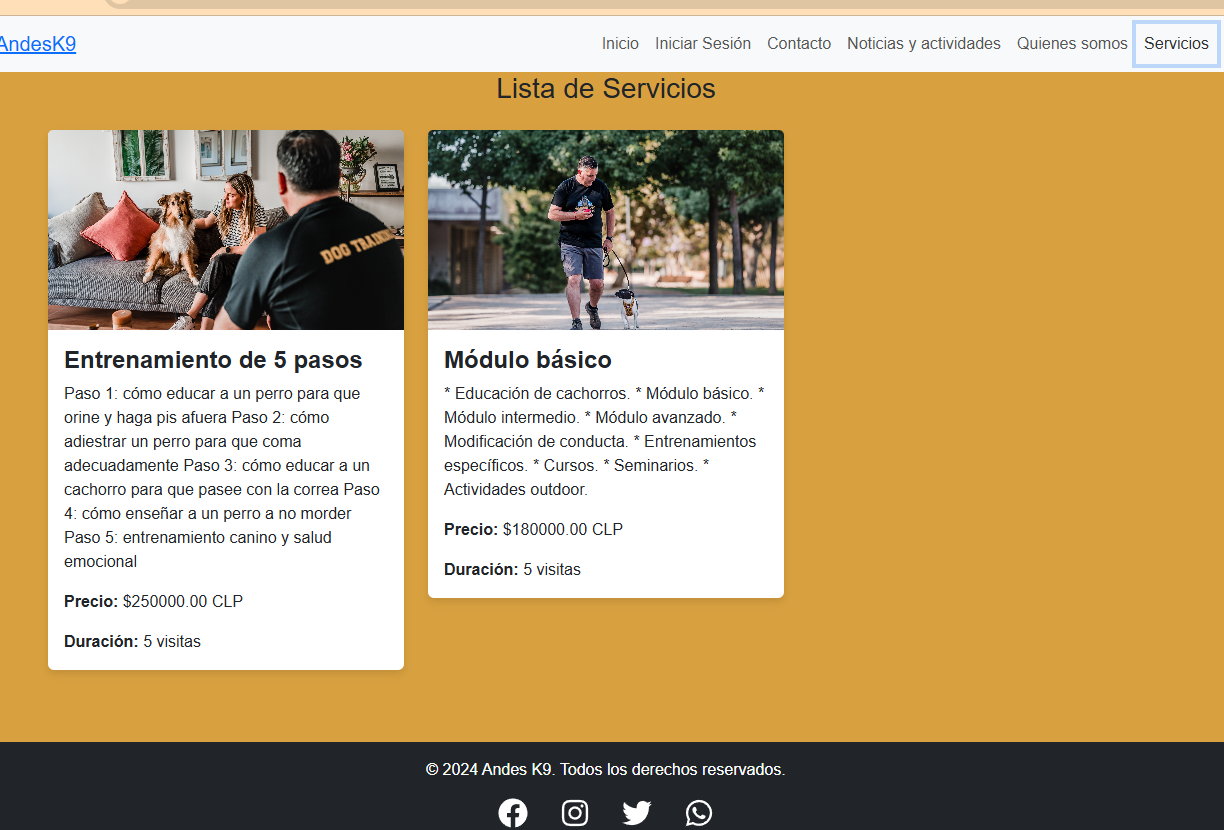 AndesK9
Inicio Iniciar Sesión Contacto Noticias y actividades Quienes somos Servicios
Lista de Servicios
DOG
Entrenamiento de 5 pasos
Paso 1: cómo educar a un perro para que
orine y haga pis afuera Paso 2: cómo
adiestrar un perro para que coma
adecuadamente Paso 3: cómo educar a un
cachorro para que pasee con la correa Paso
4: cómo enseñar a un perro a no morder
Paso 5: entrenamiento canino y salud
emocional
Precio: $250000.00 CLP
Duración: 5 visitas
Módulo básico
* Educación de cachorros. * Módulo básico. *
Módulo intermedio. * Módulo avanzado. *
Modificación de conducta. * Entrenamientos
específicos. * Cursos. * Seminarios. *
Actividades outdoor.
Precio: $180000.00 CLP
Duración: 5 visitas
© 2024 Andes K9. Todos los derechos reservados.